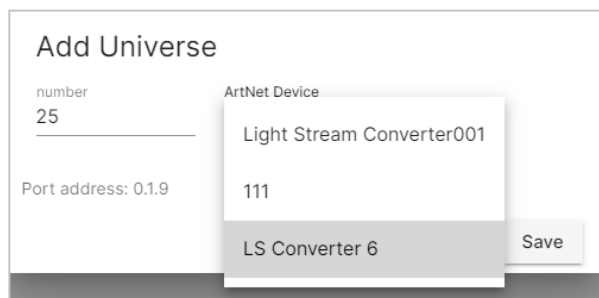 Add Universe
number
ArtNet Device
25
Light Stream Converter001
111
Port address: 0.1.9
LS Converter 6
Save